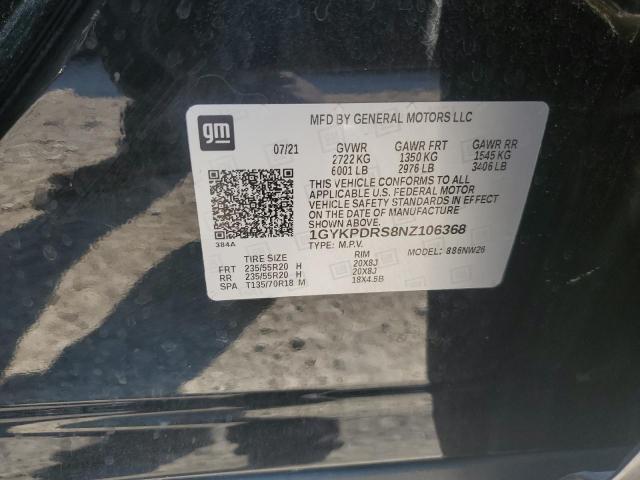 gm
MFD BY GENERAL MOTORS LLC
07/21 GVWR GAWR FRT GAWR RR
2722 KG 1350 KG 1545 KG
6001 LB 2976 LB 3406 LB
THIS VEHICLE CONFORMS TO ALL
APPLICABLE U.S. FEDERAL MOTOR
VEHICLE SAFETY STANDARDS IN EFFECT
ON THE DATE OF MANUFACTURE SHOWN ABOVE.
1GYKPDRS8NZ106368
TYPE: M.P.V. MODEL: 886NW26
384A
TIRE SIZE RIM
FRT 235/55R20 H 20X8J
RR 235/55R20 H 20X8J
SPA T135/70R18 M 18X4.5B